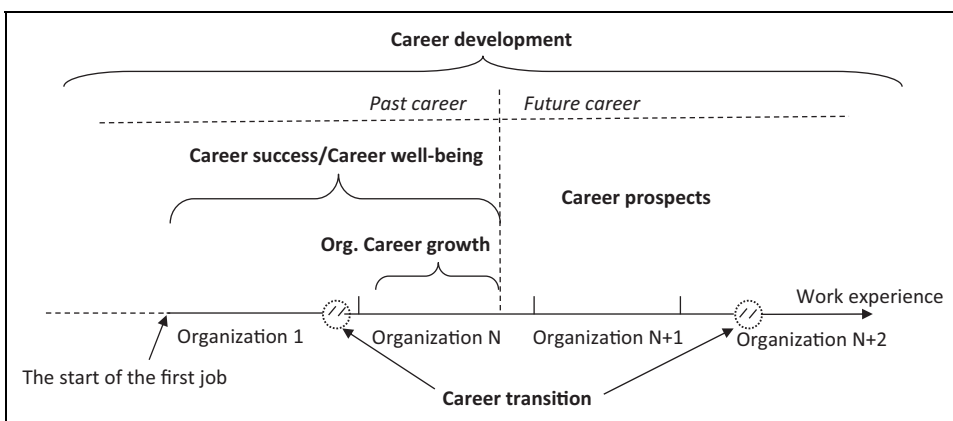 Career development
Past career
Future career
Career success/Career well-being
Career prospects
Org. Career growth
Work experience
Organization 1
Organization N
Organization N+1
Organization N+2
The start of the first job
Career transition